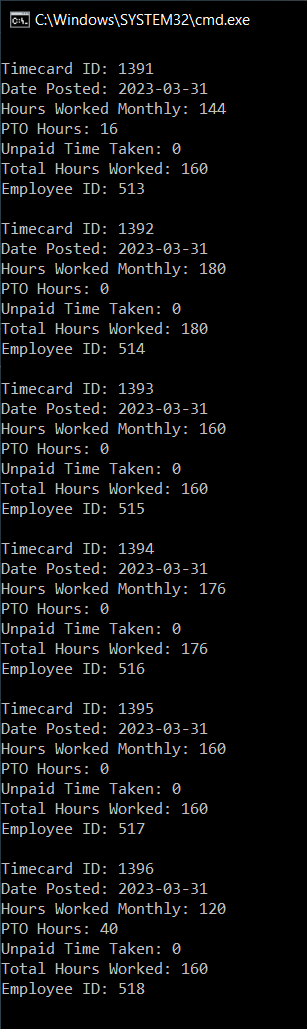 C:\Windows\SYSTEM32\cmd.exe
Timecard ID: 1391
Date Posted: 2023-03-31
Hours Worked Monthly: 144
PTO Hours: 16
Unpaid Time Taken: 0
Total Hours Worked: 160
Employee ID: 513
Timecard ID: 1392
Date Posted: 2023-03-31
Hours Worked Monthly: 180
PTO Hours: 0
Unpaid Time Taken: 0
Total Hours Worked: 180
Employee ID: 514
Timecard ID: 1393
Date Posted: 2023-03-31
Hours Worked Monthly: 160
PTO Hours: 0
Unpaid Time Taken: 0
Total Hours Worked: 160
Employee ID: 515
Timecard ID: 1394
Date Posted: 2023-03-31
Hours Worked Monthly: 176
PTO Hours: 0
Unpaid Time Taken: 0
Total Hours Worked: 176
Employee ID: 516
Timecard ID: 1395
Date Posted: 2023-03-31
Hours Worked Monthly: 160
PTO Hours: 0
Unpaid Time Taken: 0
Total Hours Worked: 160
Employee ID: 517
Timecard ID: 1396
Date Posted: 2023-03-31
Hours Worked Monthly: 120
PTO Hours: 40
Unpaid Time Taken: 0
Total Hours Worked: 160
Employee ID: 518